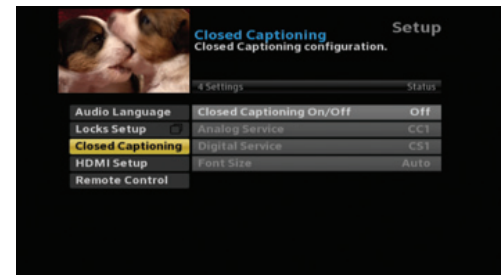 Setup
Closed Captioning
Closed Captioning configuration.
4 Settings Status
Audio Language
Locks Setup
Closed Captioning
HDMI Setup
Remote Control
Closed Captioning On/Off Off
Analog Service CC1
Digital Service CS1
Font Size Auto